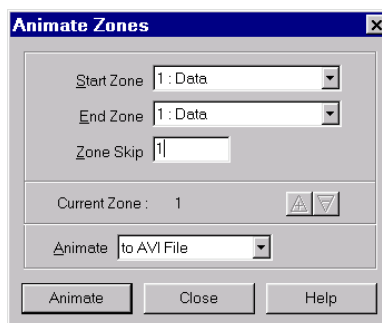 Animate Zones
Start Zone 1 : Data
End Zone 1 : Data
Zone Skip 1
Current Zone : 1
Animate to AVI File
Animate Close Help